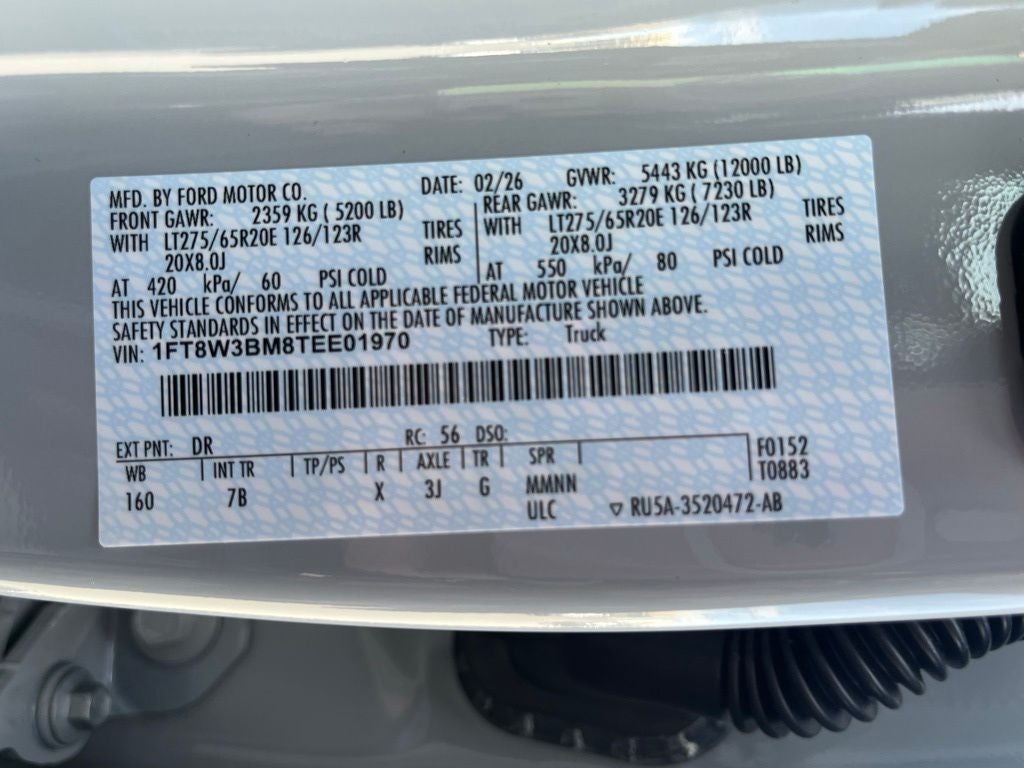 MFD. BY FORD MOTOR CO. DATE: 02/26 GVWR: 5443 KG (12000 LB)
FRONT GAWR: 2359 KG ( 5200 LB) REAR GAWR: 3279 KG ( 7230 LB)
WITH LT275/65R20E 126/123R TIRES WITH LT275/65R20E 126/123R TIRES
20X8.0J RIMS 20X8.0J RIMS
AT 420 kPa/ 60 PSI COLD AT 550 kPa/ 80 PSI COLD
THIS VEHICLE CONFORMS TO ALL APPLICABLE FEDERAL MOTOR VEHICLE
SAFETY STANDARDS IN EFFECT ON THE DATE OF MANUFACTURE SHOWN ABOVE.
VIN: 1FT8W3BM8TEE01970 TYPE: Truck
EXT PNT: DR RC: 56 DSO: F0152
WB INT TR TP/PS R AXLE TR SPR T0883
160 7B X 3J G MMNN
ULC RU5A-3520472-AB